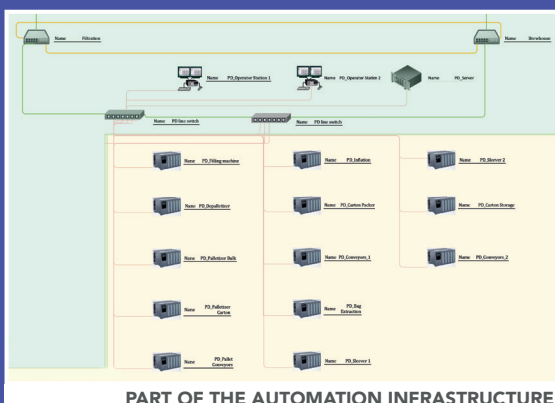 Name Filtration
Name Brewhouse
Name PD_Operator Station 1
Name PD_Operator Station 2
Name PD_Server
Name PD line switch
Name PD line switch
Name PD_Filling machine
Name PD_Inflation
Name PD_Sleever 2
Name PD_Depalletizer
Name PD_Carton Packer
Name PD_Carton Storage
Name PD_Palletizer Bulk
Name PD_Conveyors_1
Name PD_Conveyors_2
Name PD_Palletizer
Carton
Name PD_Bag
Extraction
Name PD_Pallet
Conveyors
Name PD_Sleever 1
PART OF THE AUTOMATION INFRASTRUCTURE